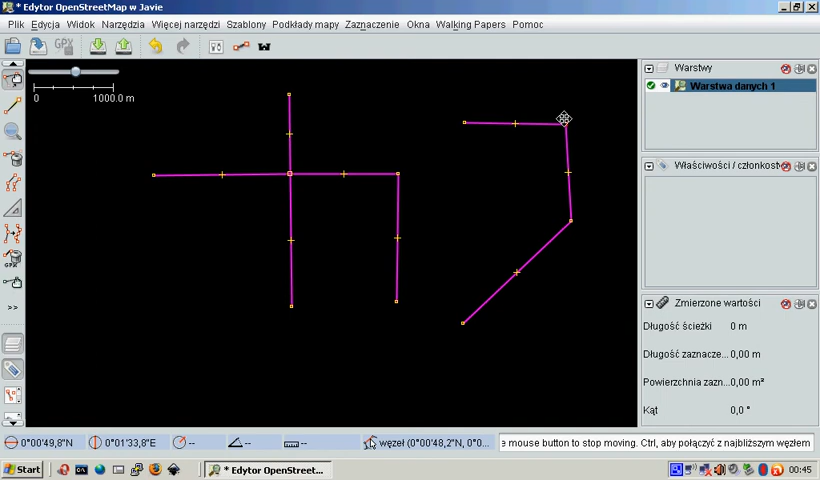 * Edytor OpenStreetMap w Javie
Plik Edycja Widok Narzędzia Więcej narzędzi Szablony Podkłady mapy Zaznaczenie Okna Walking Papers Pomoc
GPX
0 1000.0 m
Warstwy
Warstwa danych 1
Właściwości / członkost
Zmierzone wartości
Długość ścieżki 0 m
Długość zaznacze... 0,00 m
Powierzchnia zazn... 0,00 m²
Kąt 0,0 °
GPX
>>
0°00'49,8"N 0°01'33,8"E -- -- -- węzeł (0°00'48,2"N, 0°0... e mouse button to stop moving. Ctrl, aby połączyć z najbliższym węzłem
Start * Edytor OpenStreet... 00:45